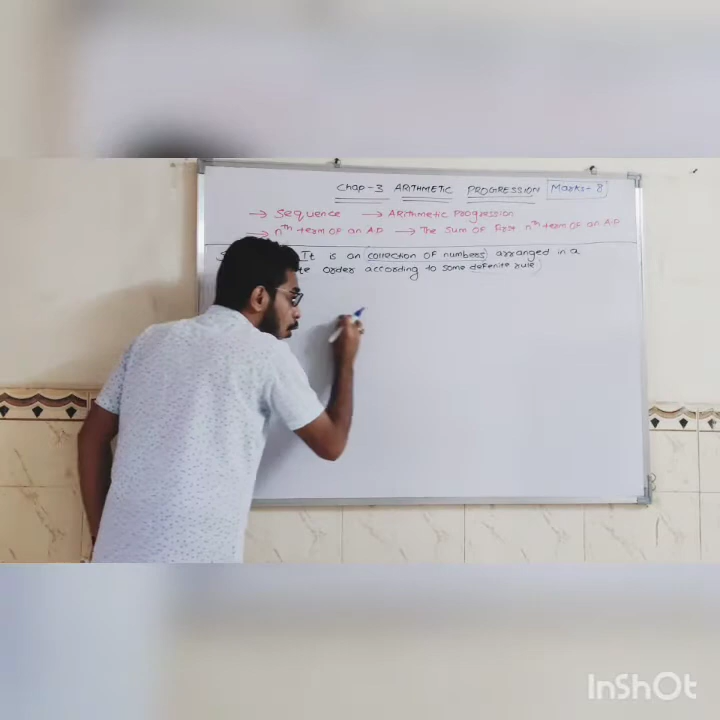 Chap-3 ARITHMETIC PROGRESSION Marks- 8
→ Sequence → Arithmetic Progression
→ nth term OF an A.P → The Sum OF First nth term OF an A.P
It is an collection OF numbers arranged in a
order according to some defenite rule
InShOt